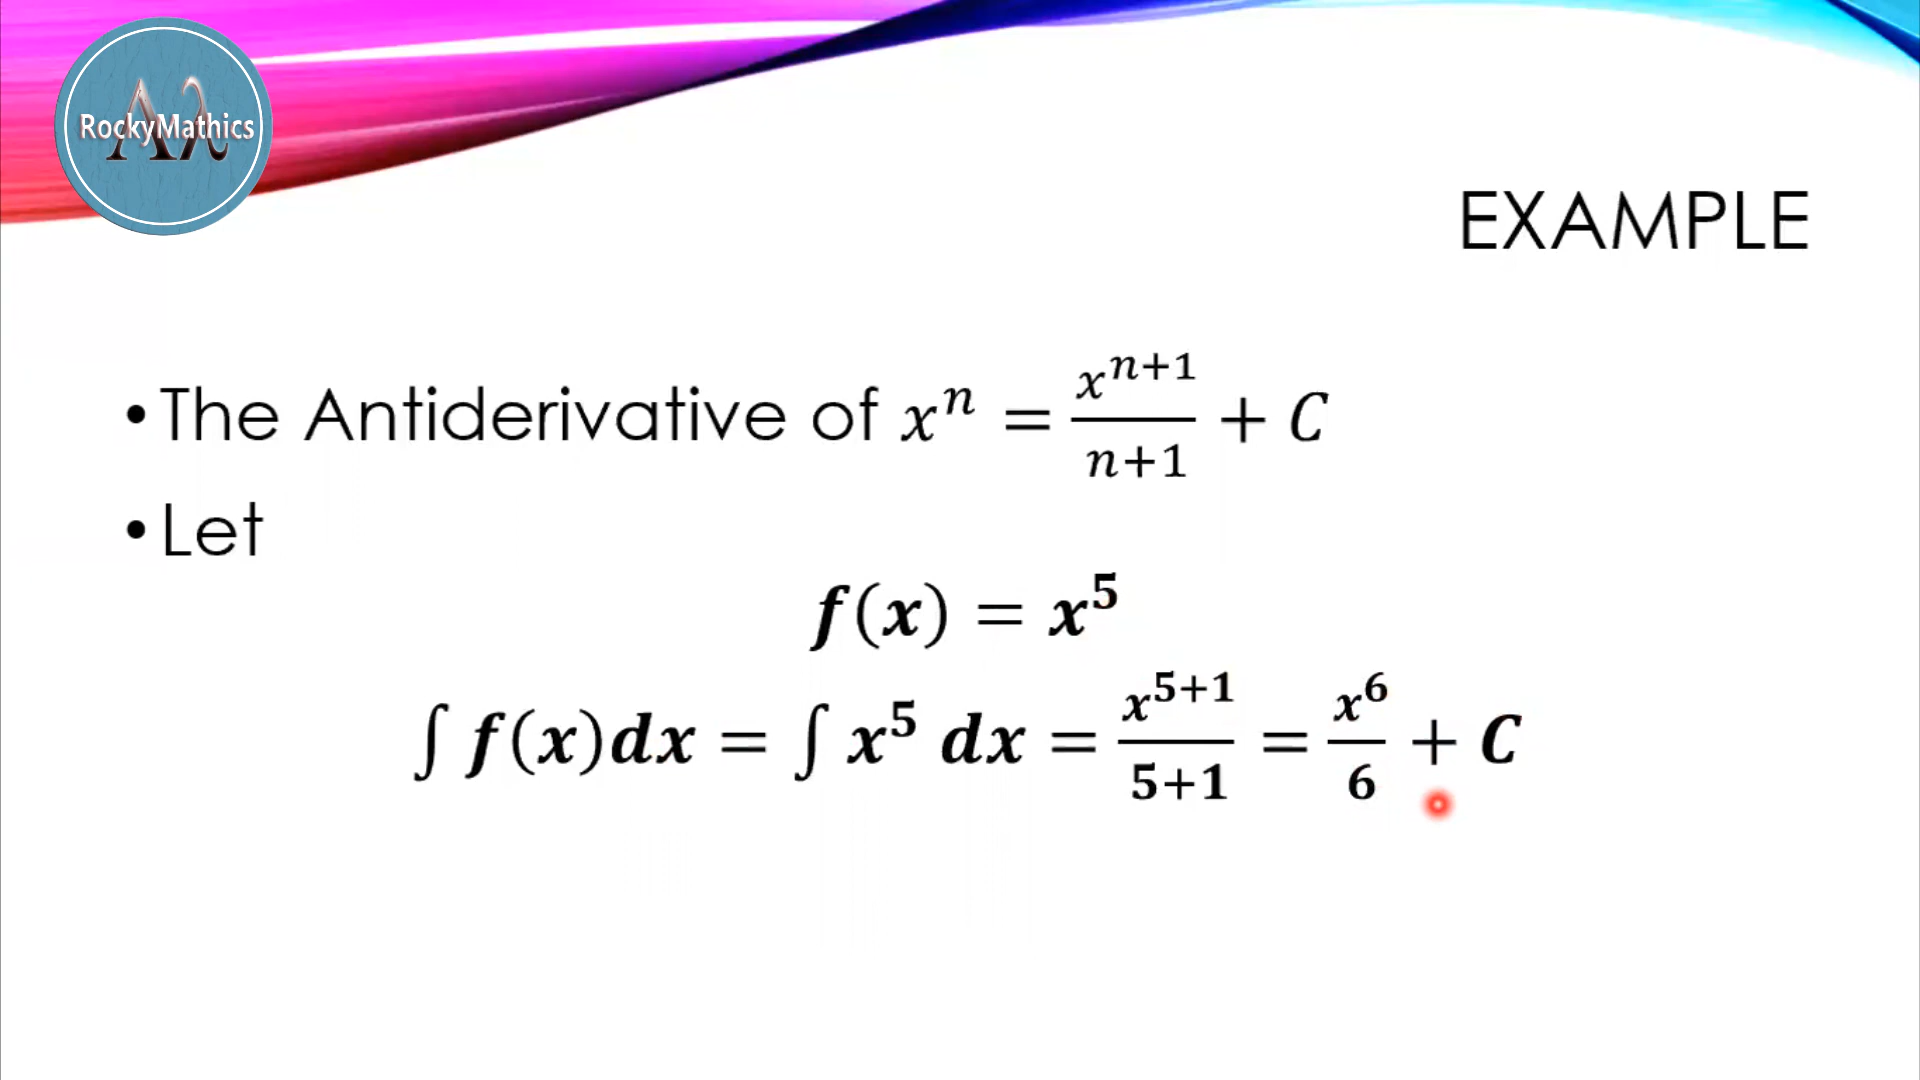 RockyMathics
EXAMPLE
• The Antiderivative of xⁿ = xⁿ⁺¹/n+1 + C
• Let
f(x) = x⁵
∫ f(x)dx = ∫ x⁵ dx = x⁵⁺¹/5+1 = x⁶/6 + C